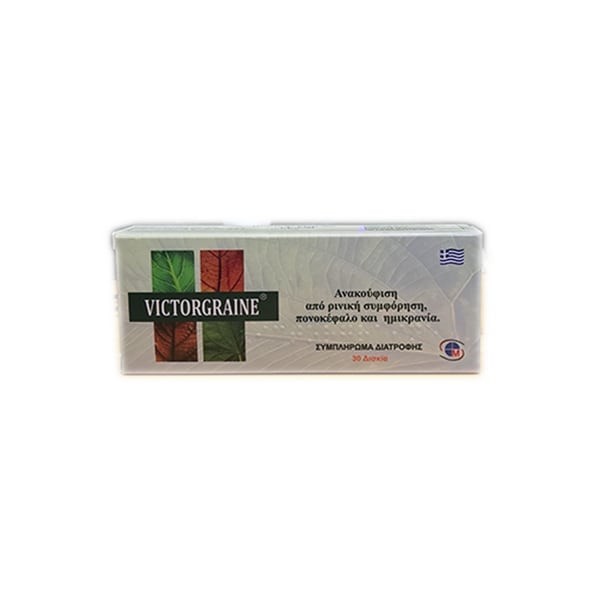 VICTORGRAINE®
Ανακούφιση
από ρινική συμφόρηση,
πονοκέφαλο και ημικρανία.
ΣΥΜΠΛΗΡΩΜΑ ΔΙΑΤΡΟΦΗΣ
30 Δισκία
M